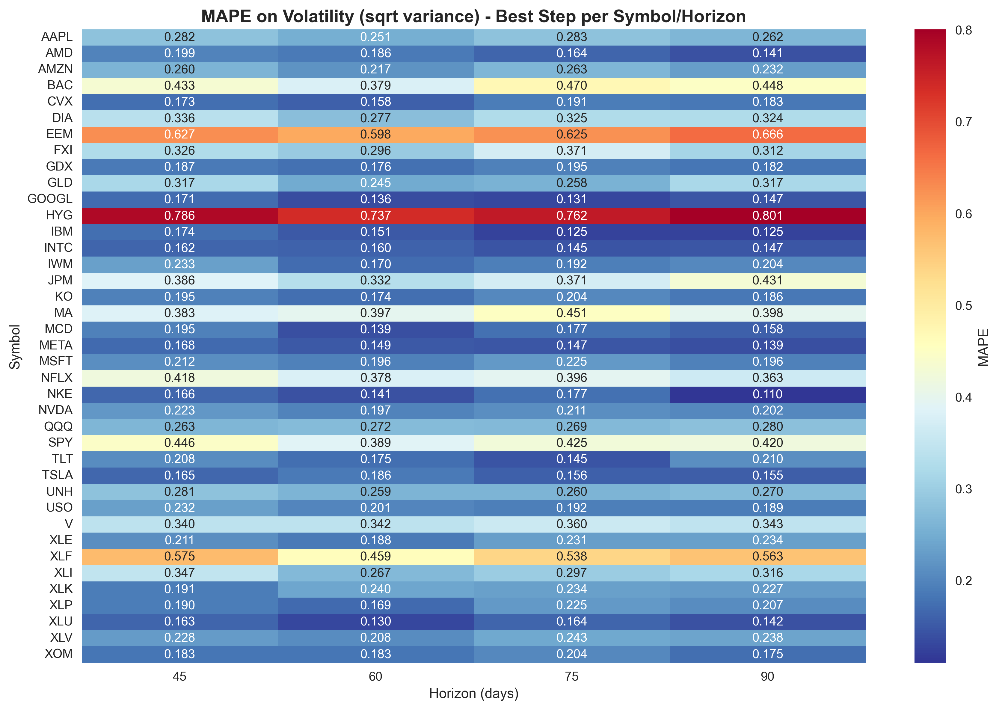 MAPE on Volatility (sqrt variance) - Best Step per Symbol/Horizon
AAPL 0.282 0.251 0.283 0.262
AMD 0.199 0.186 0.164 0.141
AMZN 0.260 0.217 0.263 0.232
BAC 0.433 0.379 0.470 0.448
CVX 0.173 0.158 0.191 0.183
DIA 0.336 0.277 0.325 0.324
EEM 0.627 0.598 0.625 0.666
FXI 0.326 0.296 0.371 0.312
GDX 0.187 0.176 0.195 0.182
GLD 0.317 0.245 0.258 0.317
GOOGL 0.171 0.136 0.131 0.147
HYG 0.786 0.737 0.762 0.801
IBM 0.174 0.151 0.125 0.125
INTC 0.162 0.160 0.145 0.147
IWM 0.233 0.170 0.192 0.204
JPM 0.386 0.332 0.371 0.431
KO 0.195 0.174 0.204 0.186
MA 0.383 0.397 0.451 0.398
MCD 0.195 0.139 0.177 0.158
META 0.168 0.149 0.147 0.139
MSFT 0.212 0.196 0.225 0.196
NFLX 0.418 0.378 0.396 0.363
NKE 0.166 0.141 0.177 0.110
NVDA 0.223 0.197 0.211 0.202
QQQ 0.263 0.272 0.269 0.280
SPY 0.446 0.389 0.425 0.420
TLT 0.208 0.175 0.145 0.210
TSLA 0.165 0.186 0.156 0.155
UNH 0.281 0.259 0.260 0.270
USO 0.232 0.201 0.192 0.189
V 0.340 0.342 0.360 0.343
XLE 0.211 0.188 0.231 0.234
XLF 0.575 0.459 0.538 0.563
XLI 0.347 0.267 0.297 0.316
XLK 0.191 0.240 0.234 0.227
XLP 0.190 0.169 0.225 0.207
XLU 0.163 0.130 0.164 0.142
XLV 0.228 0.208 0.243 0.238
XOM 0.183 0.183 0.204 0.175
45 60 75 90
Horizon (days)
Symbol
0.8
0.7
0.6
0.5
0.4
0.3
0.2
MAPE